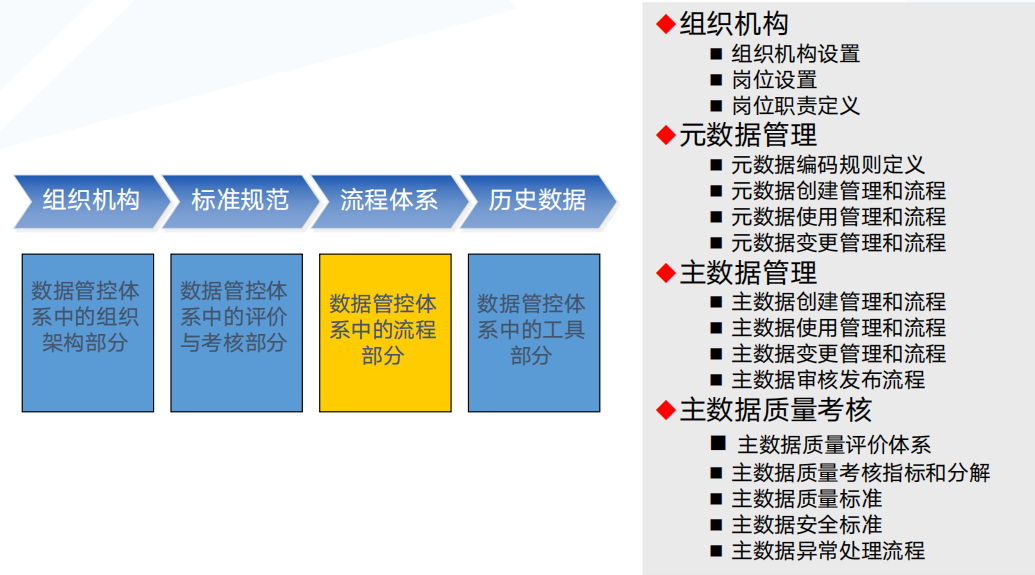 组织机构
标准规范
流程体系
历史数据
数据管控体
系中的组织
架构部分
数据管控体
系中的评价
与考核部分
数据管控体
系中的流程
部分
数据管控体
系中的工具
部分
组织机构
组织机构设置
岗位设置
岗位职责定义
元数据管理
元数据编码规则定义
元数据创建管理和流程
元数据使用管理和流程
元数据变更管理和流程
主数据管理
主数据创建管理和流程
主数据使用管理和流程
主数据变更管理和流程
主数据审核发布流程
主数据质量考核
主数据质量评价体系
主数据质量考核指标和分解
主数据质量标准
主数据安全标准
主数据异常处理流程